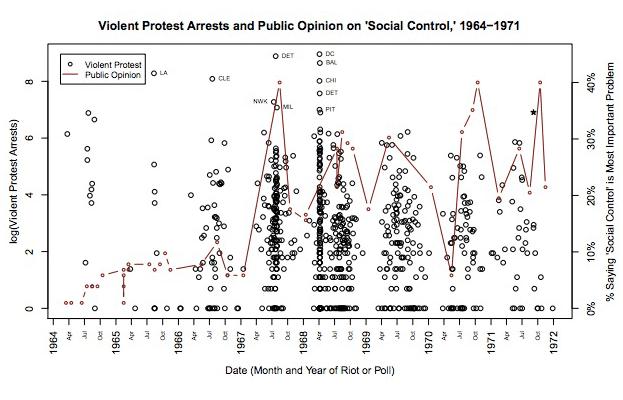 Violent Protest Arrests and Public Opinion on 'Social Control,' 1964−1971
Violent Protest
Public Opinion
LA
CLE
DET
NWK
MIL
DC
BAL
CHI
DET
PIT
log(Violent Protest Arrests)
0
2
4
6
8
% Saying 'Social Control' is Most Important Problem
0%
10%
20%
30%
40%
1964 Apr Jul Oct 1965 Apr Jul Oct 1966 Apr Jul Oct 1967 Apr Jul Oct 1968 Apr Jul Oct 1969 Apr Jul Oct 1970 Apr Jul Oct 1971 Apr Jul Oct 1972
Date (Month and Year of Riot or Poll)